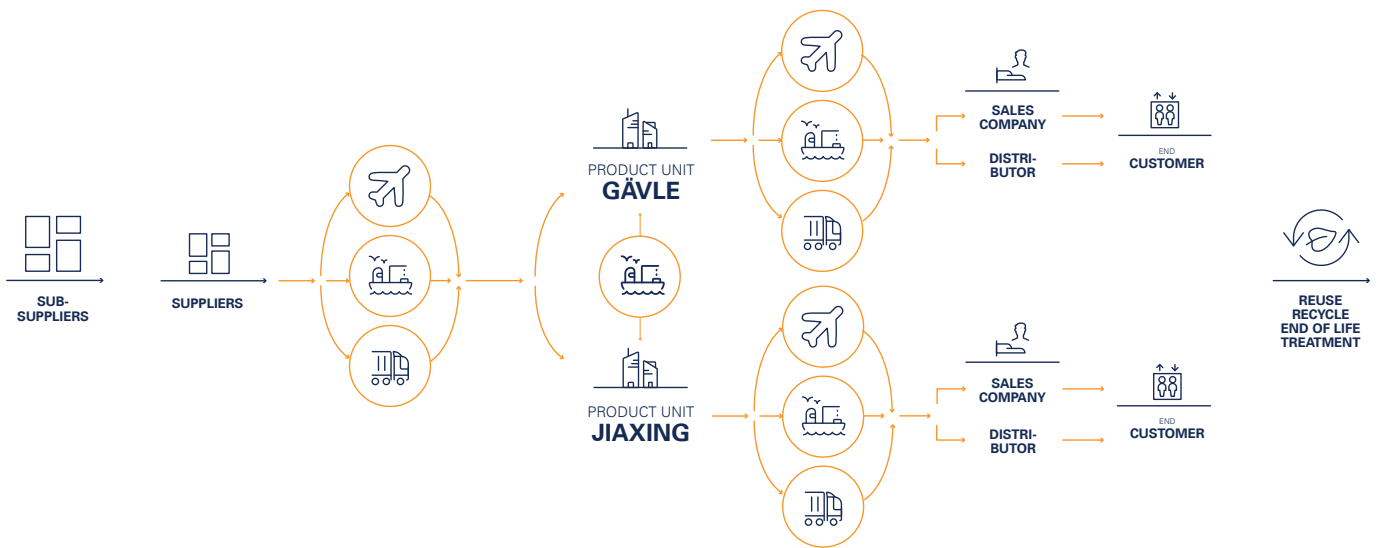 SUB-
SUPPLIERS
SUPPLIERS
PRODUCT UNIT
GÄVLE
PRODUCT UNIT
JIAXING
SALES
COMPANY
DISTRI-
BUTOR
END
CUSTOMER
SALES
COMPANY
DISTRI-
BUTOR
END
CUSTOMER
REUSE
RECYCLE
END OF LIFE
TREATMENT